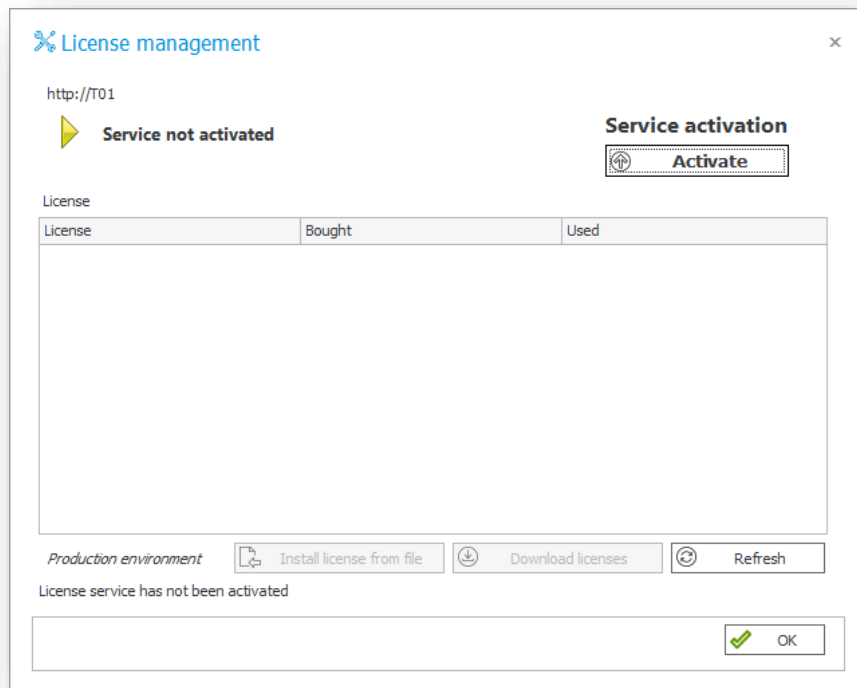 License management
http://T01
Service not activated
Service activation
Activate
License
License Bought Used
Production environment Install license from file Download licenses Refresh
License service has not been activated
OK